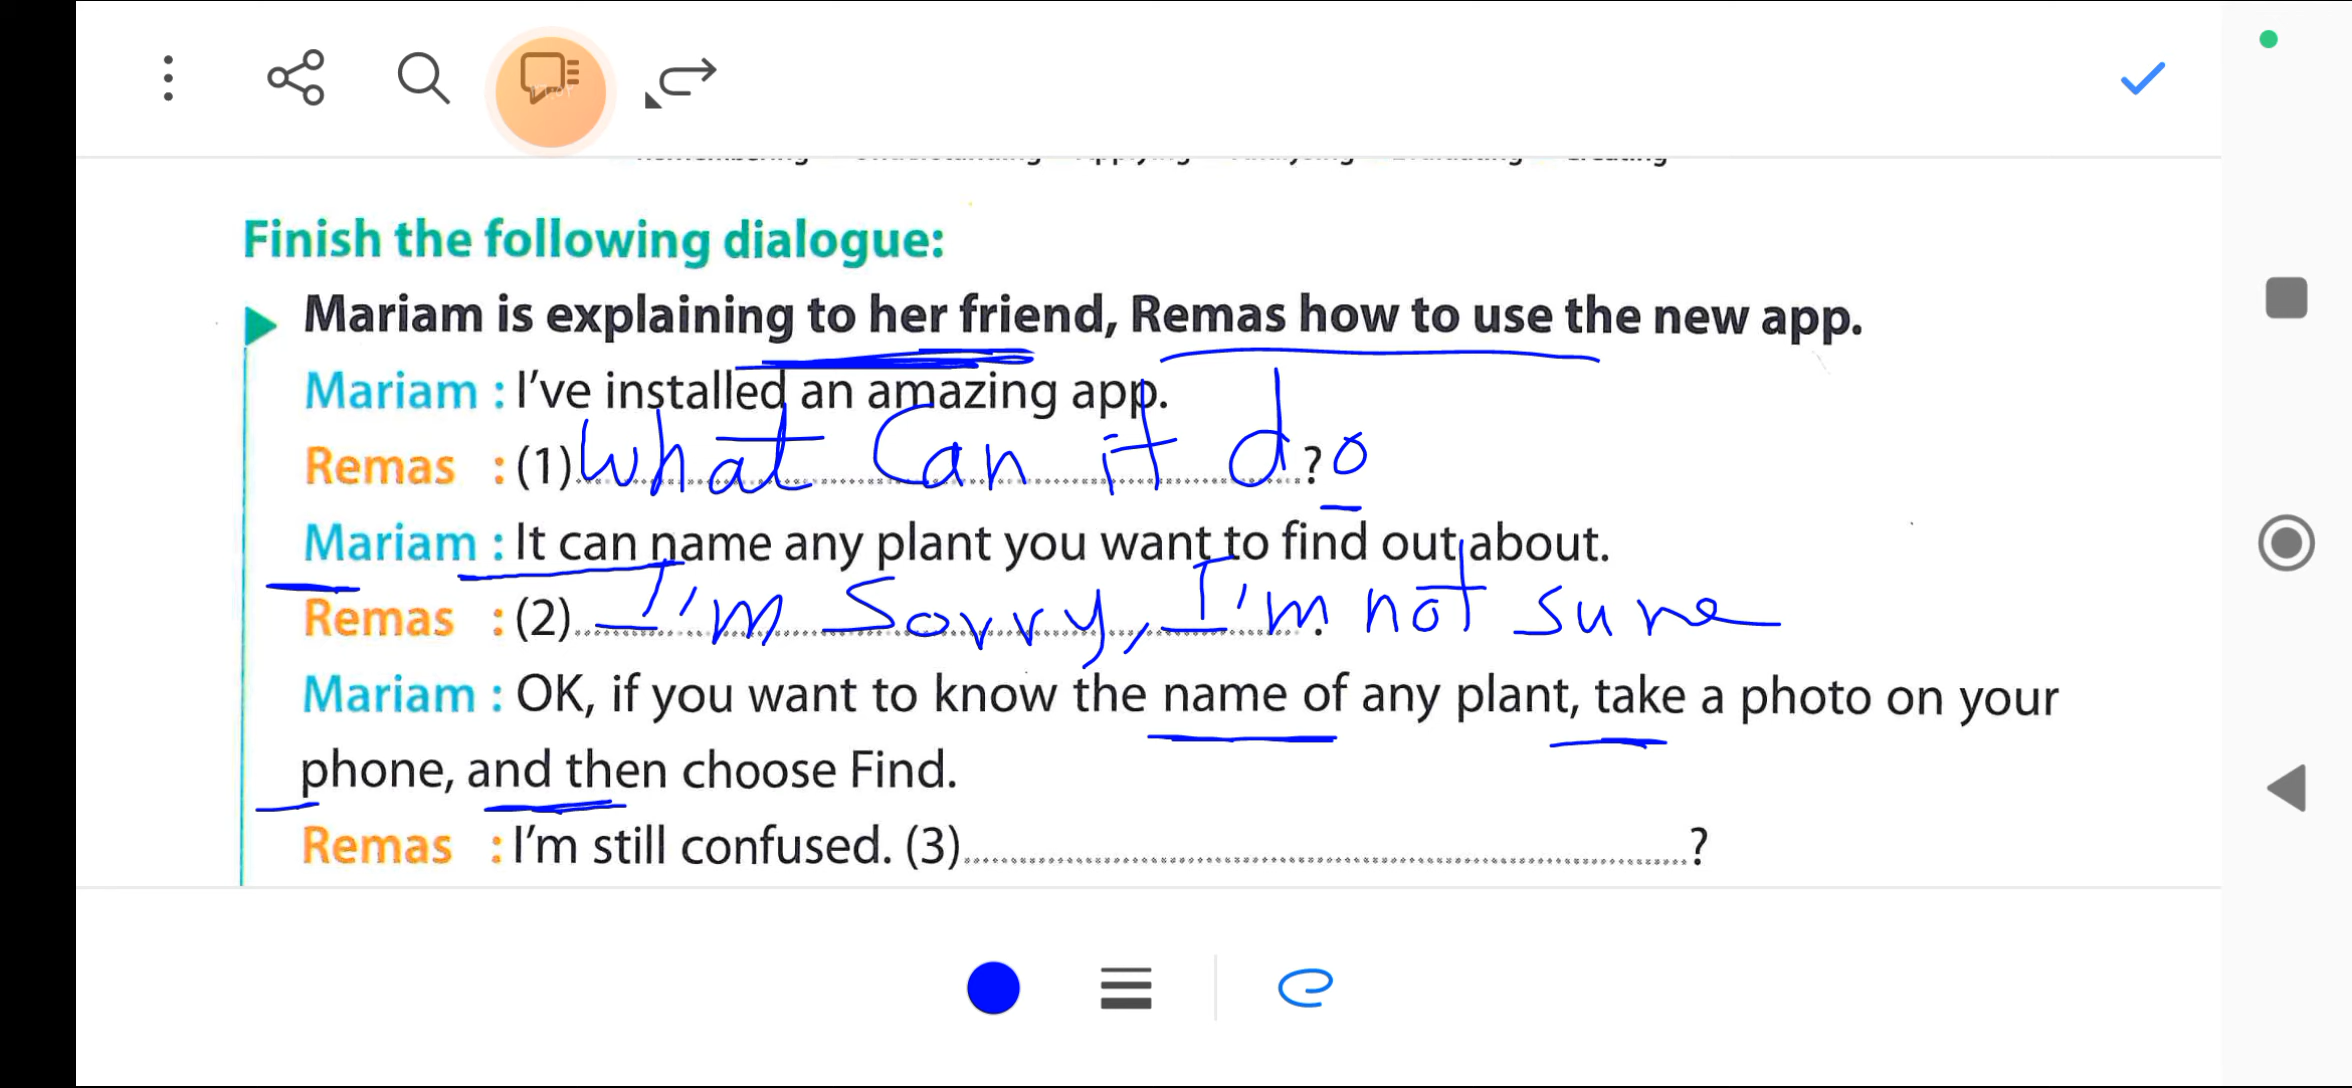 Finish the following dialogue:
Mariam is explaining to her friend, Remas how to use the new app.
Mariam : I've installed an amazing app.
Remas : (1) What Can it do ?
Mariam : It can name any plant you want to find out about.
Remas : (2) I'm Sorry, I'm not sure .
Mariam : OK, if you want to know the name of any plant, take a photo on your
phone, and then choose Find.
Remas : I'm still confused. (3) ?